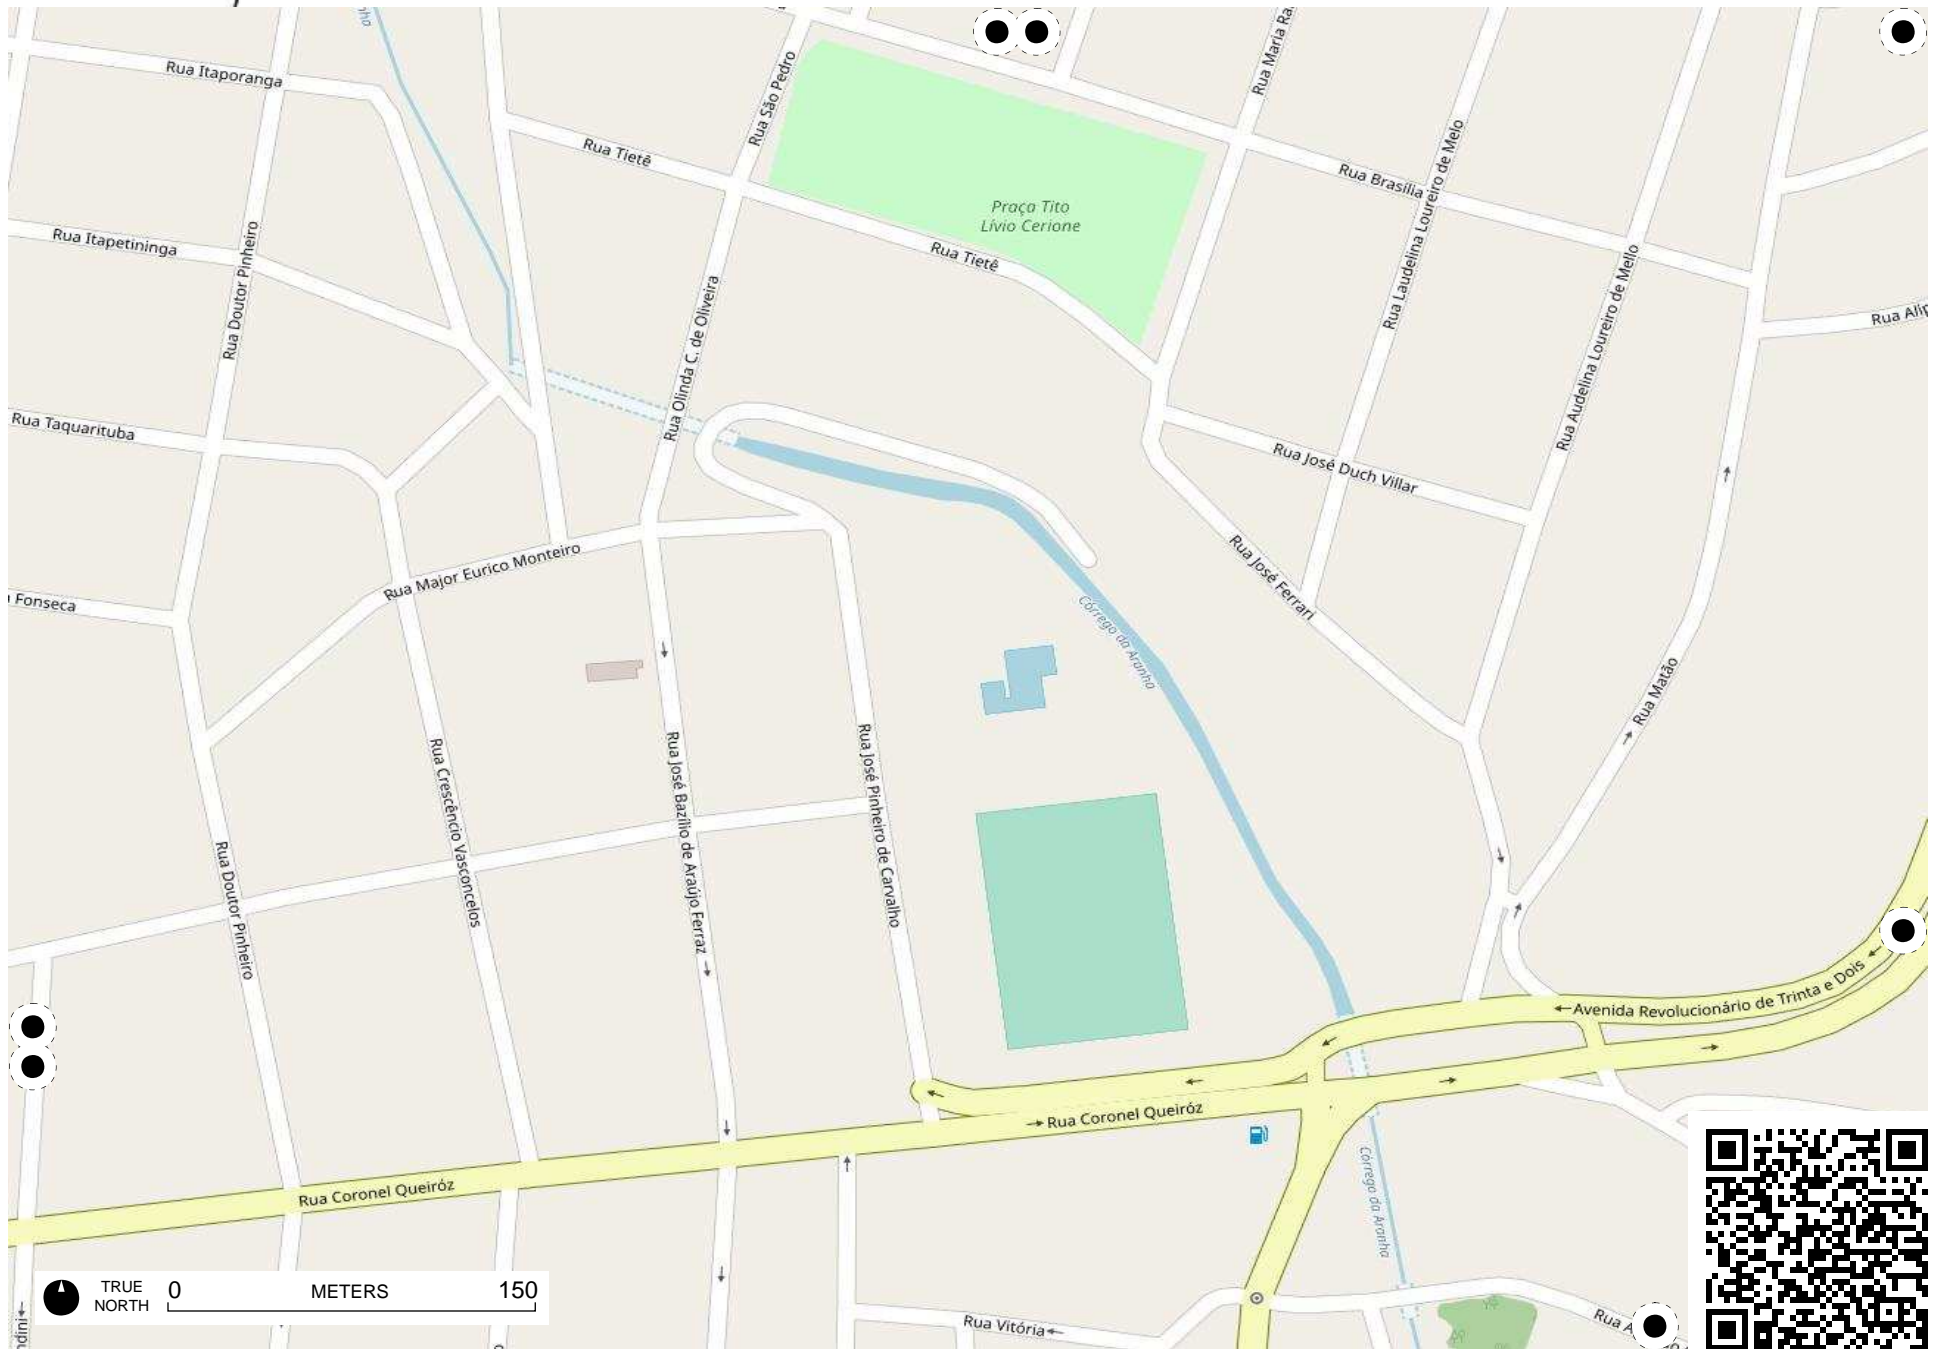 Rua Itaporanga
Rua São Pedro
Rua Maria Ra
Rua Tietê
Rua Brasília
Rua Laudelina Loureiro de Melo
Praça Tito
Lívio Cerione
Rua Itapetininga
Rua Doutor Pinheiro
Rua Tietê
Rua Olinda C. de Oliveira
Rua Audelina Loureiro de Mello
Rua Alip
Rua Taquarituba
Rua José Duch Villar
Rua Major Eurico Monteiro
Rua José Ferrari
Fonseca
Córrego da Aranha
Rua Matão
Rua Crescêncio Vasconcelos
Rua José Bazílio de Araújo Ferraz
Rua José Pinheiro de Carvalho
Rua Doutor Pinheiro
Avenida Revolucionário de Trinta e Dois
Rua Coronel Queiróz
Rua Coronel Queiróz
Córrego da Aranha
TRUE
NORTH
0 METERS 150
Rua Vitória
Rua A